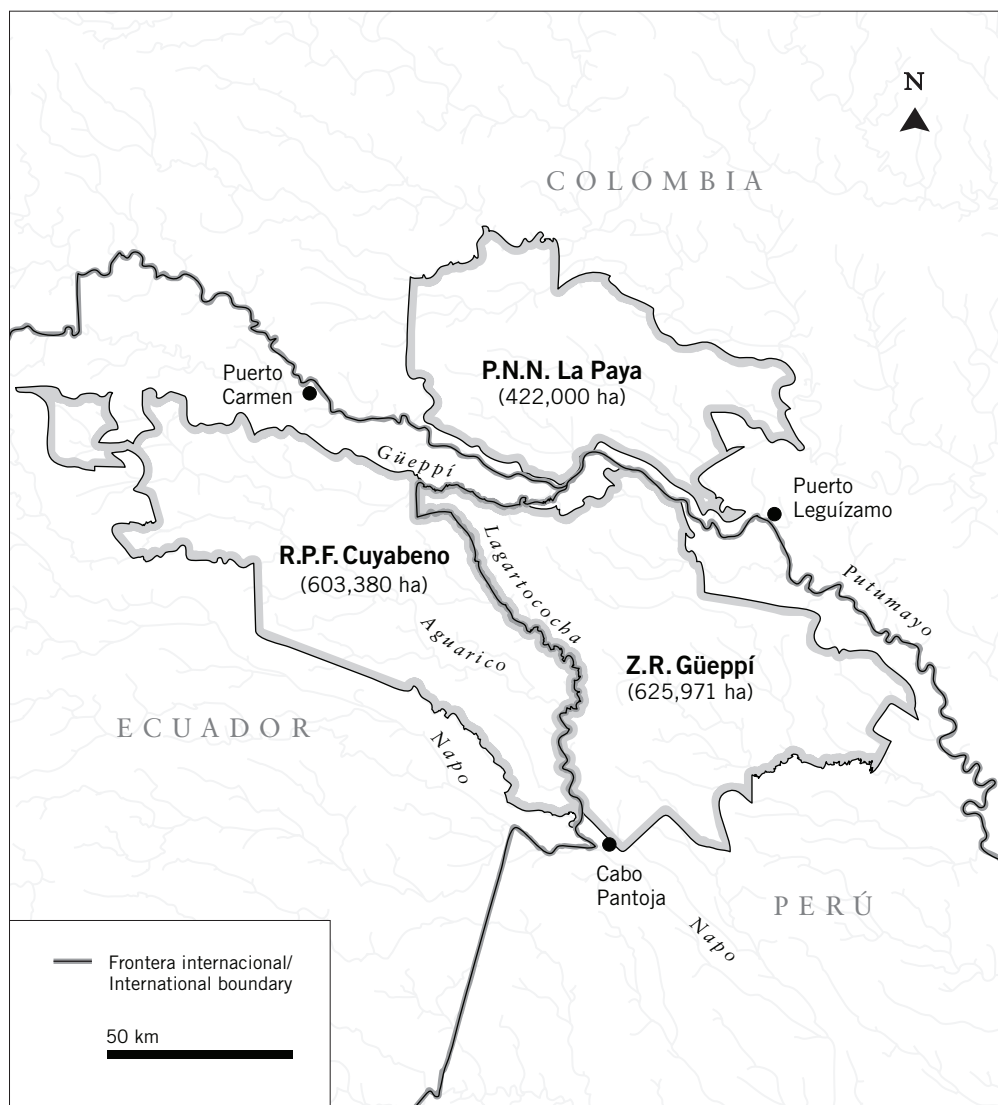 N
COLOMBIA
P.N.N. La Paya
(422,000 ha)
Puerto
Carmen
Güeppí
Puerto
Leguízamo
R.P.F. Cuyabeno
(603,380 ha)
Lagartococha
Putumayo
Aguarico
Z.R. Güeppí
(625,971 ha)
ECUADOR
Napo
Cabo
Pantoja
PERÚ
Napo
Frontera internacional/
International boundary
50 km